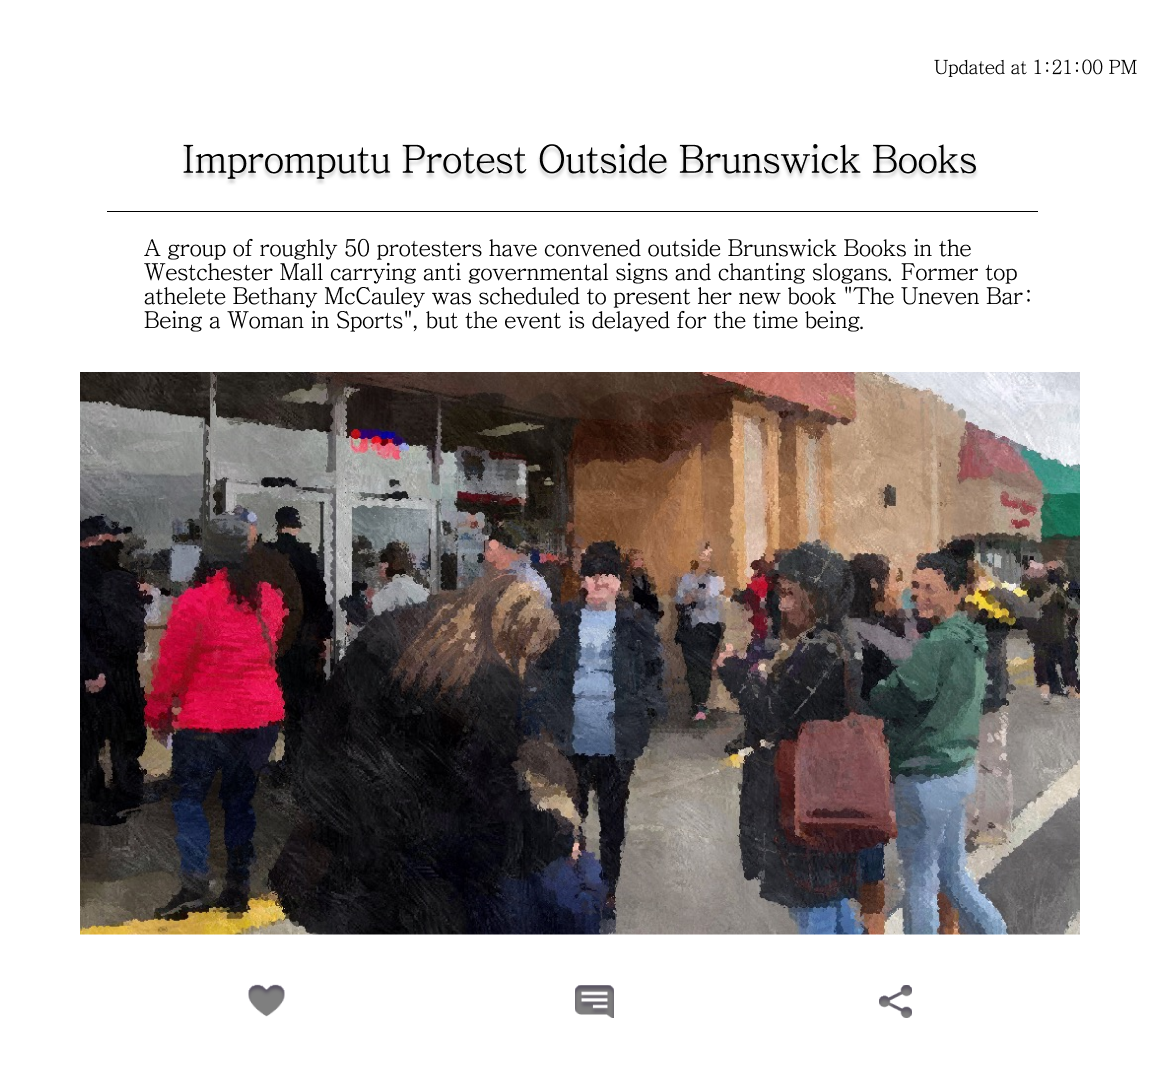 Updated at 1:21:00 PM
Impromputu Protest Outside Brunswick Books
A group of roughly 50 protesters have convened outside Brunswick Books in the
Westchester Mall carrying anti governmental signs and chanting slogans. Former top
athelete Bethany McCauley was scheduled to present her new book "The Uneven Bar:
Being a Woman in Sports", but the event is delayed for the time being.